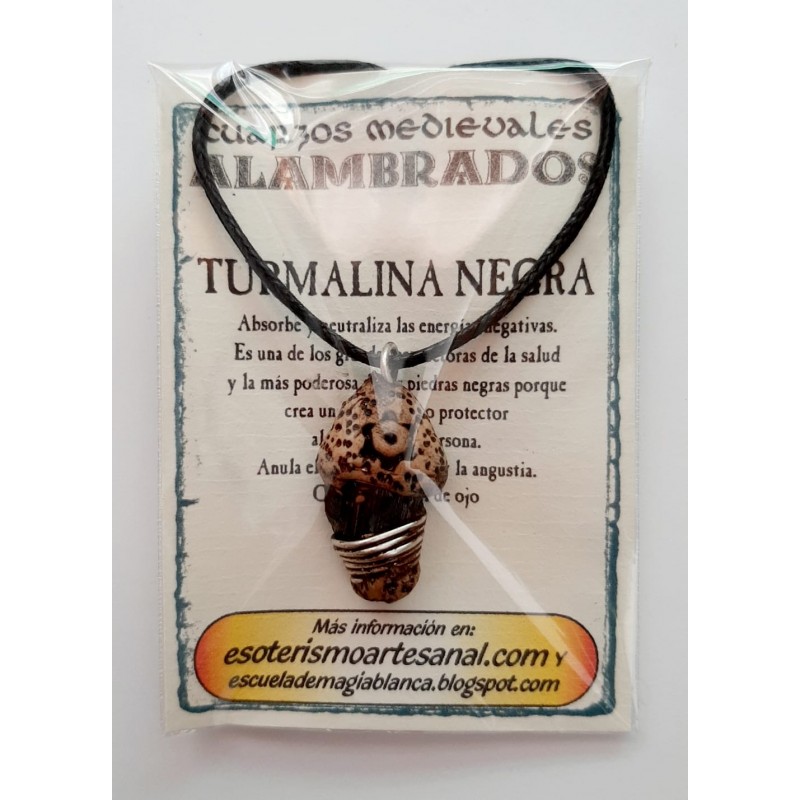 CUARZOS MEDIEVALES
ALAMBRADOS
TURMALINA NEGRA
Absorbe y neutraliza las energías negativas.
Es una de los de la salud
y la más poderosa piedras negras porque
crea un protector
Anula la angustia.
de ojo
Más información en:
esoterismoartesanal.com y
escuelademagiablanca.blogspot.com